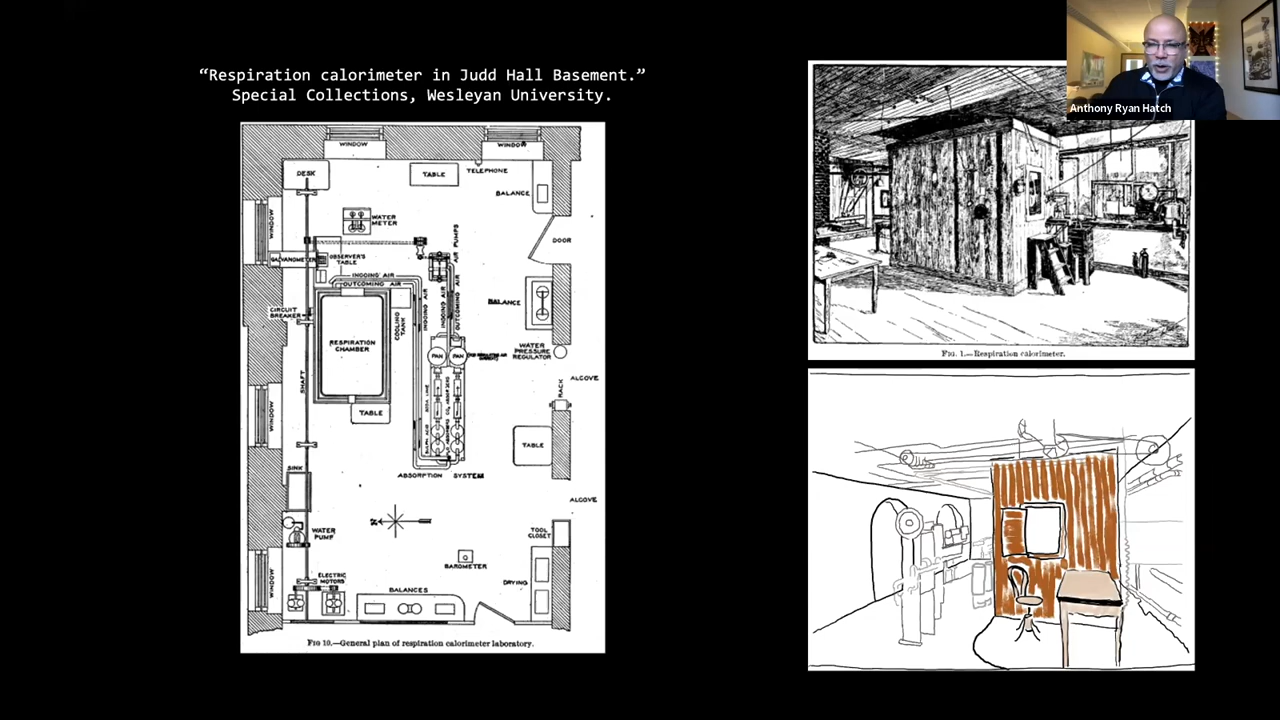 “Respiration calorimeter in Judd Hall Basement.”
Special Collections, Wesleyan University.
WINDOW
WINDOW
DESK
TABLE
TELEPHONE
BALANCE
WATER
METER
WINDOW
PUMPS
AIR
DOOR
GALVANOMETER
OBSERVER'S
TABLE
INGOING AIR
OUTCOMING AIR
INGOING AIR
INGOING AIR
OUTCOMING AIR
BALANCE
CIRCUIT
BREAKER
COOLING
TANK
RESPIRATION
CHAMBER
PAN
PAN
WATER
PRESSURE
REGULATOR
ALCOVE
SHAFT
RACK
TABLE
WINDOW
TABLE
SINK
ABSORPTION SYSTEM
ALCOVE
WATER
PUMP
TOOL
CLOSET
BAROMETER
ELECTRIC
MOTORS
DRYING
WINDOW
BALANCES
FIG 10.—General plan of respiration calorimeter laboratory.
Anthony Ryan Hatch
FIG. 1.—Respiration calorimeter.